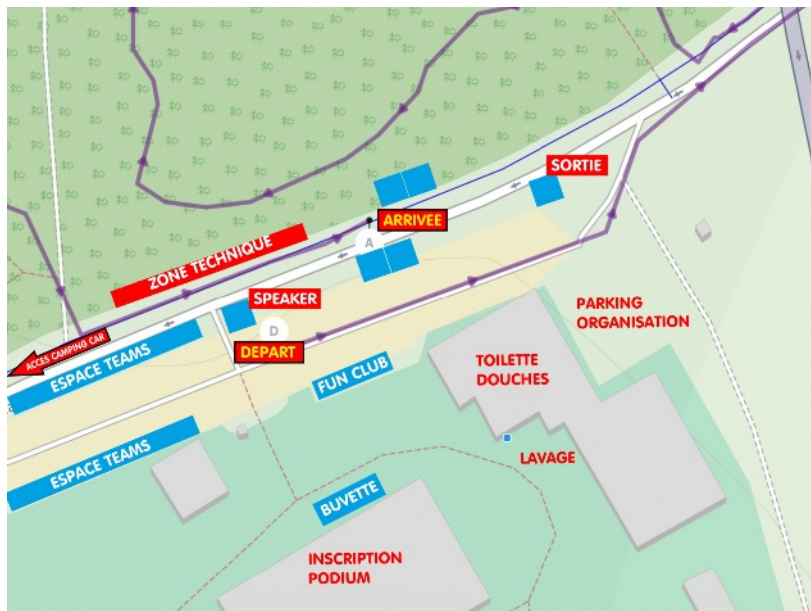 SORTIE
ARRIVEE
A
ZONE TECHNIQUE
SPEAKER
D
DEPART
PARKING
ORGANISATION
ACCES CAMPING CAR
ESPACE TEAMS
TOILETTE
DOUCHES
FUN CLUB
LAVAGE
ESPACE TEAMS
BUVETTE
INSCRIPTION
PODIUM